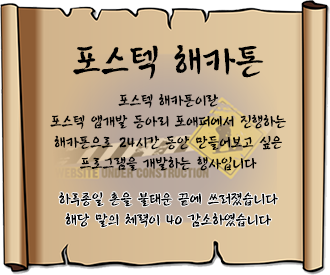 포스텍 해카톤
포스텍 해카톤이란
포스텍 앱개발 동아리 포애퍼에서 진행하는
해카톤으로 24시간 동안 만들어보고 싶은
프로그램을 개발하는 행사입니다
WEBSITE UNDER CONSTRUCTION
하루종일 혼을 불태운 끝에 쓰러졌습니다
해당 말의 체력이 40 감소하였습니다